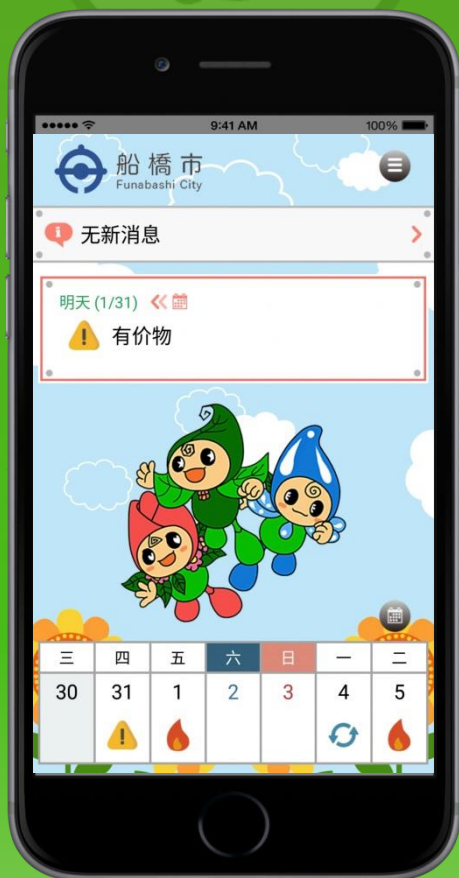 9:41 AM 100%
船橋市
Funabashi City
无新消息
明天 (1/31)
有价物
三 四 五 六 日 一 二
30 31 1 2 3 4 5